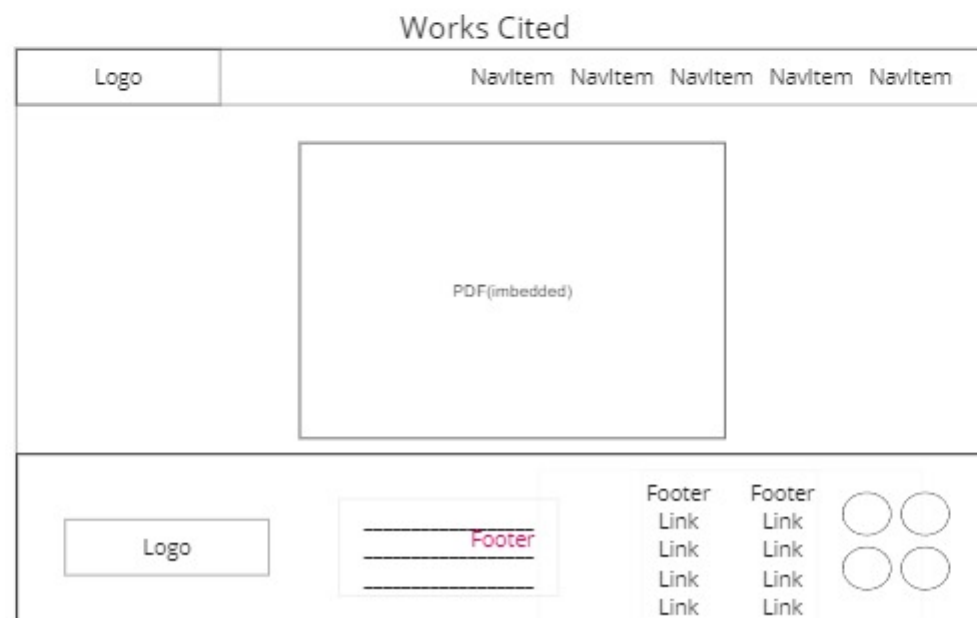 Works Cited
Logo NavItem NavItem NavItem NavItem NavItem
PDF(imbedded)
Logo
Footer
Footer Footer
Link Link
Link Link
Link Link
Link Link